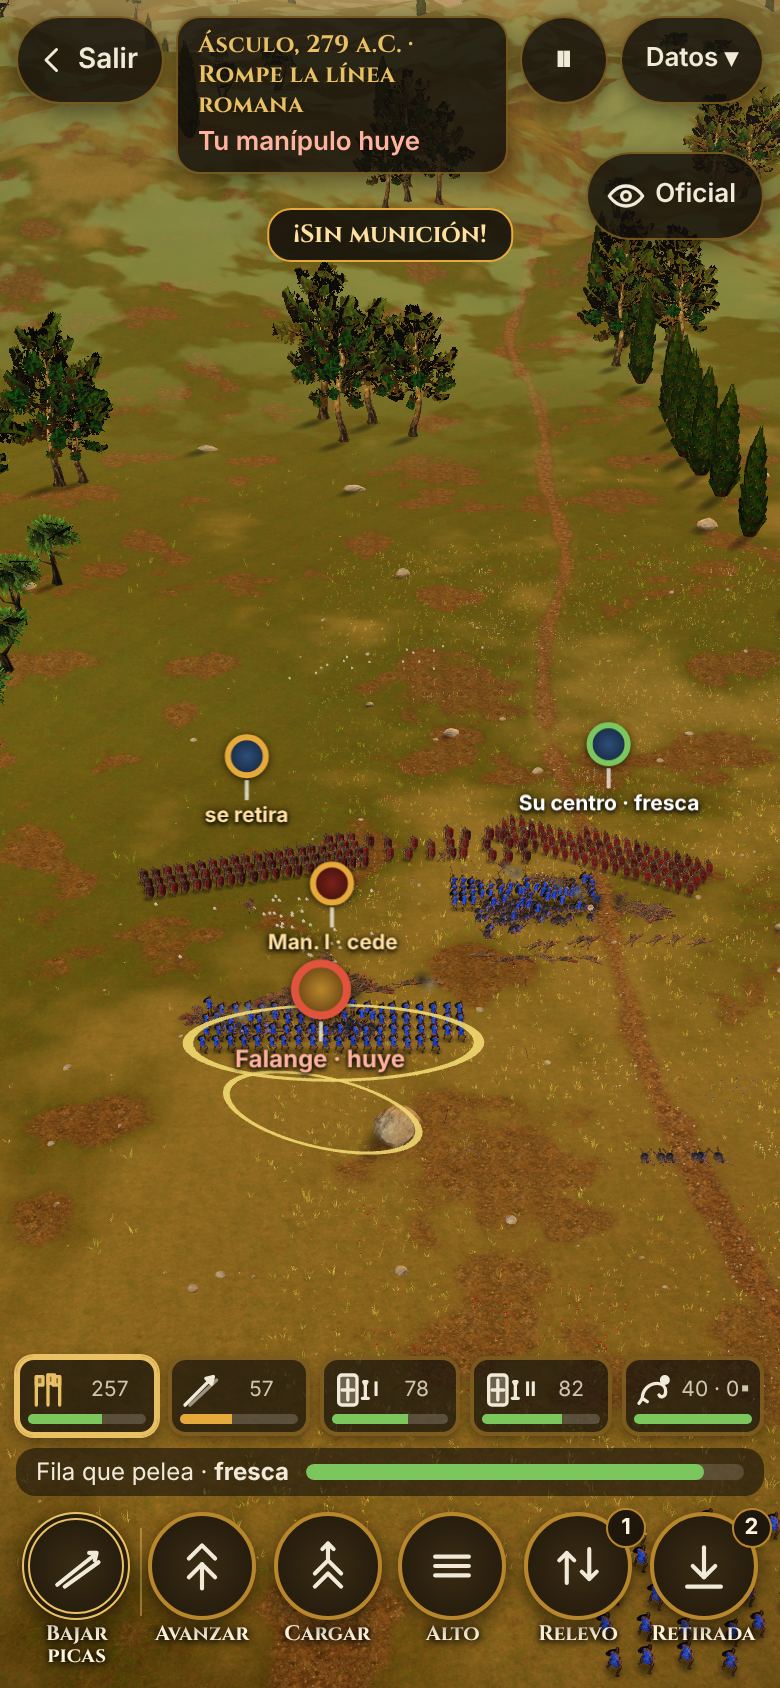 Salir
Ásculo, 279 a.C. ·
Rompe la línea
romana
Tu manípulo huye
Datos ▾
Oficial
¡Sin munición!
se retira
Su centro · fresca
Man. I · cede
Falange · huye
257
57
I 78
II 82
40 · 0
Fila que pelea · fresca
1
2
Bajar
picas
Avanzar
Cargar
Alto
Relevo
Retirada